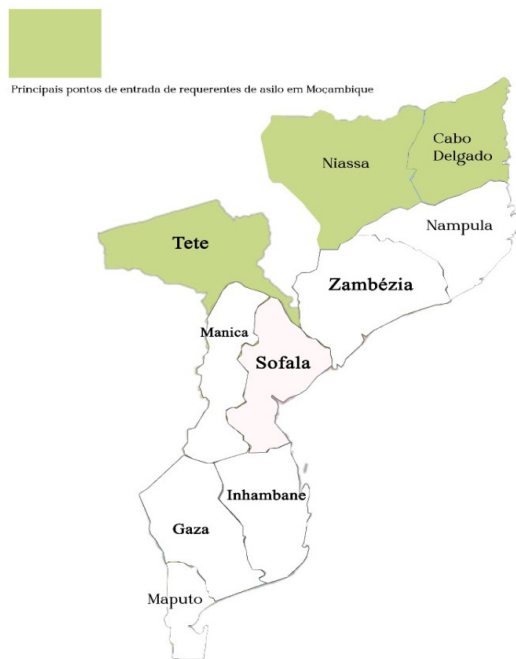 Principais pontos de entrada de requerentes de asilo em Moçambique
Cabo
Delgado
Niassa
Nampula
Tete
Zambézia
Manica
Sofala
Inhambane
Gaza
Maputo